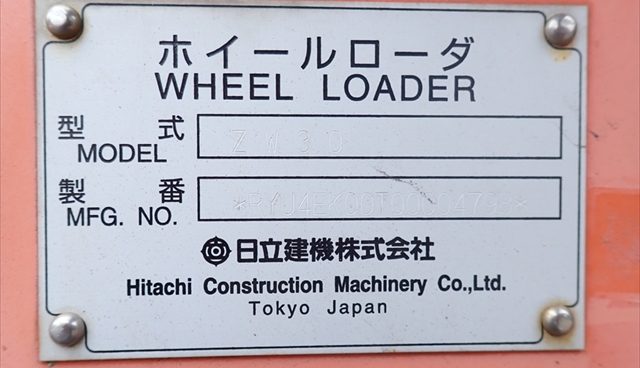 ホイールローダ
WHEEL LOADER
型式
MODEL
製番
MFG. NO.
日立建機株式会社
Hitachi Construction Machinery Co.,Ltd.
Tokyo Japan